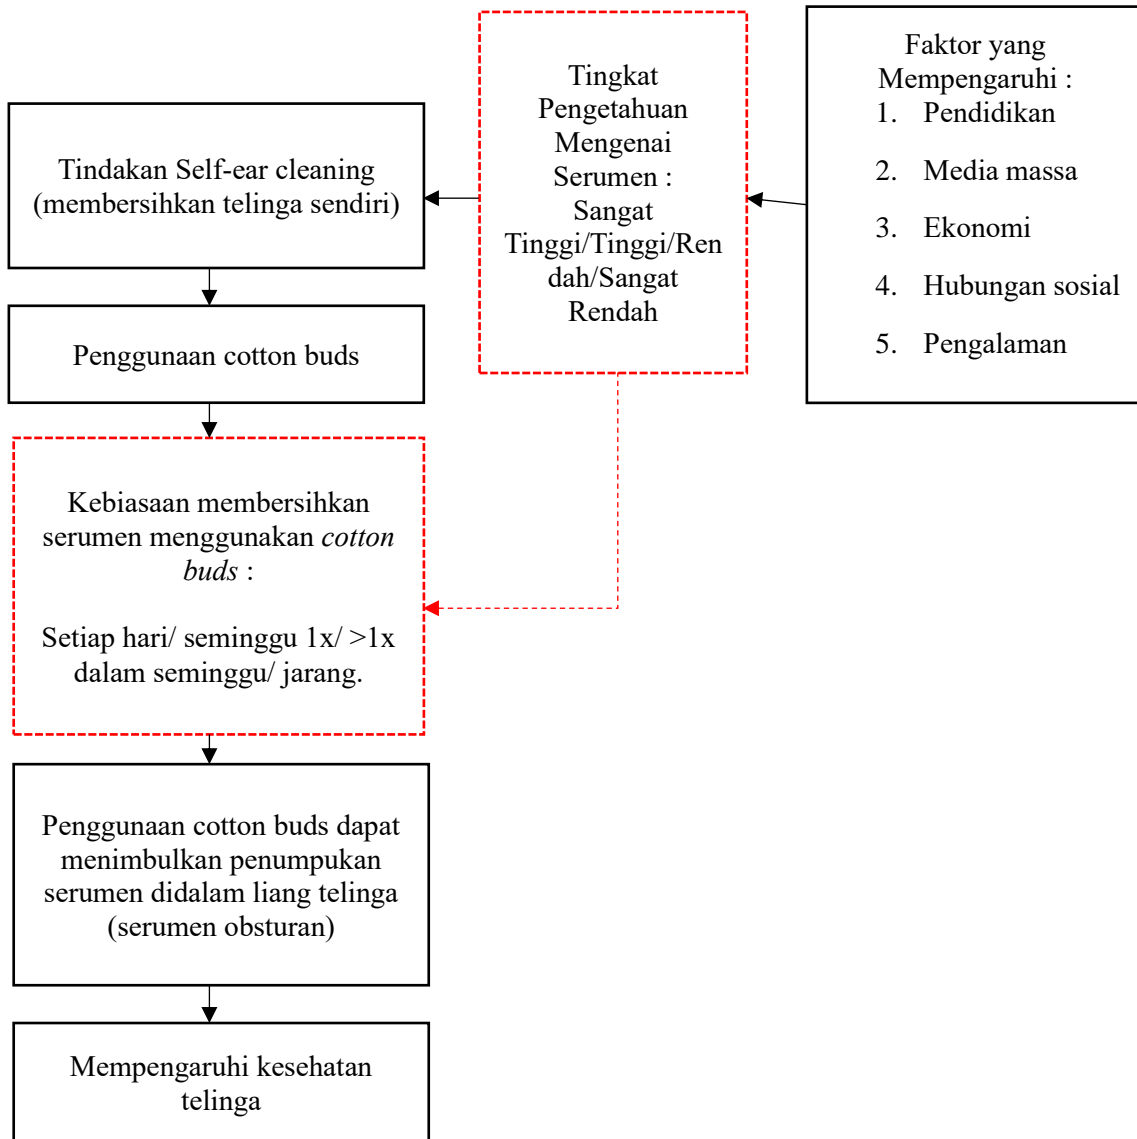 Faktor yang
Mempengaruhi :
1. Pendidikan
2. Media massa
3. Ekonomi
4. Hubungan sosial
5. Pengalaman
Tingkat
Pengetahuan
Mengenai
Serumen :
Sangat
Tinggi/Tinggi/Ren
dah/Sangat
Rendah
Tindakan Self-ear cleaning
(membersihkan telinga sendiri)
Penggunaan cotton buds
Kebiasaan membersihkan
serumen menggunakan cotton
buds :
Setiap hari/ seminggu 1x/ >1x
dalam seminggu/ jarang.
Penggunaan cotton buds dapat
menimbulkan penumpukan
serumen didalam liang telinga
(serumen obsturan)
Mempengaruhi kesehatan
telinga